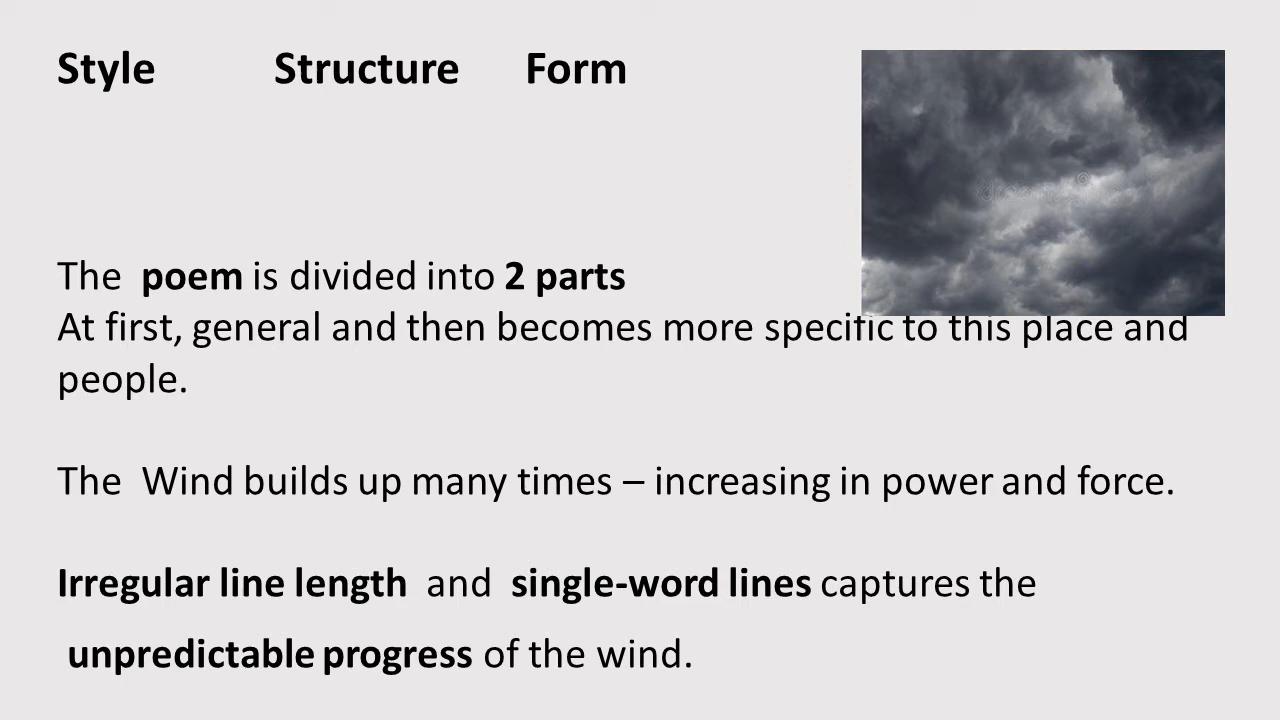 Style Structure Form
The poem is divided into 2 parts
At first, general and then becomes more specific to this place and
people.
The Wind builds up many times – increasing in power and force.
Irregular line length and single-word lines captures the
unpredictable progress of the wind.